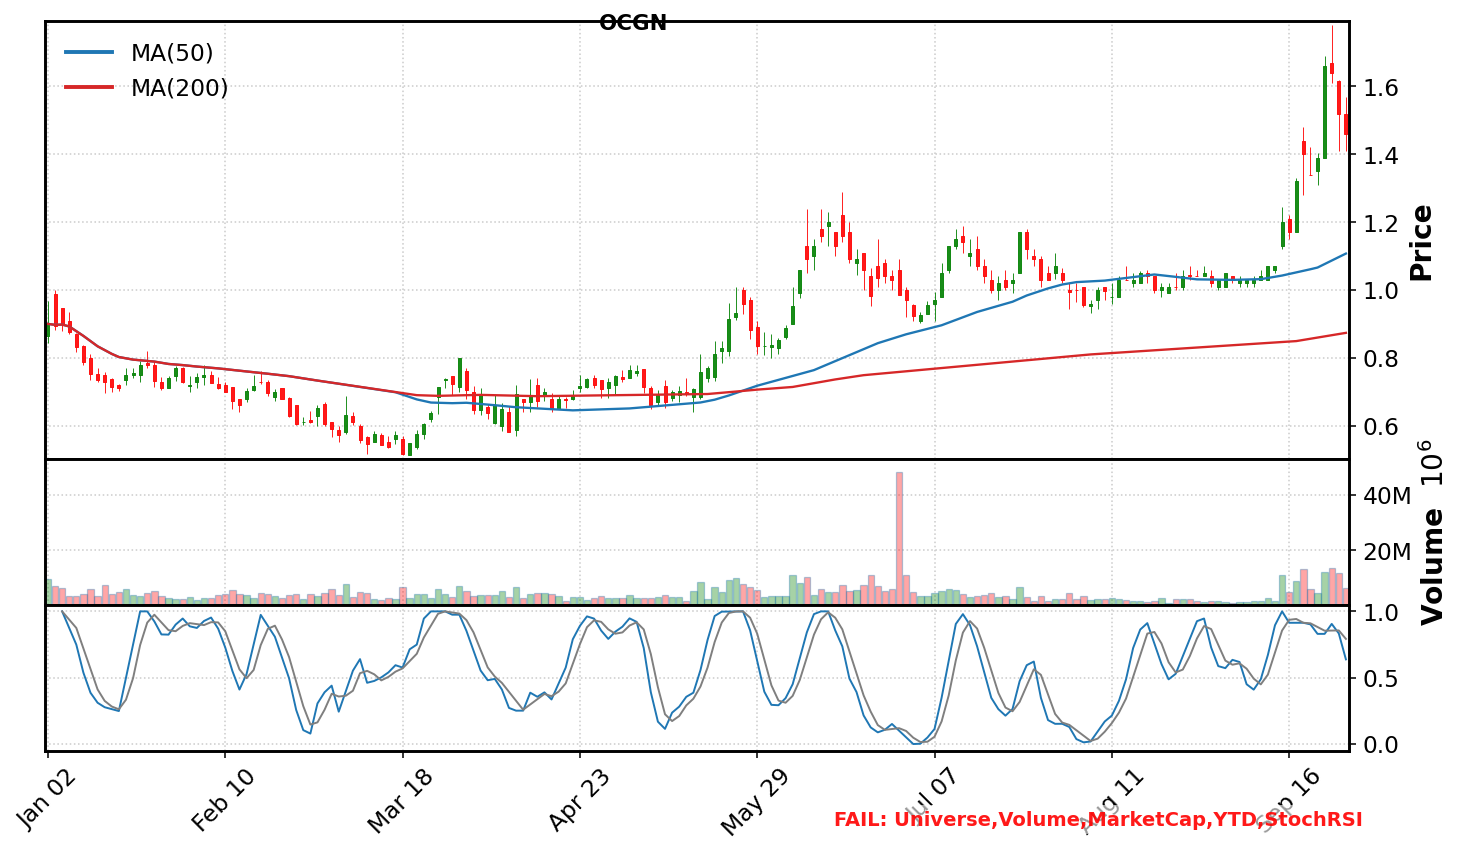 OCGN
MA(50)
MA(200)
1.6
1.4
1.2
1.0
0.8
0.6
Price
40M
20M
Volume 10⁶
1.0
0.5
0.0
Jan 02
Feb 10
Mar 18
Apr 23
May 29
Jul 07
Aug 11
Sep 16
FAIL: Universe,Volume,MarketCap,YTD,StochRSI